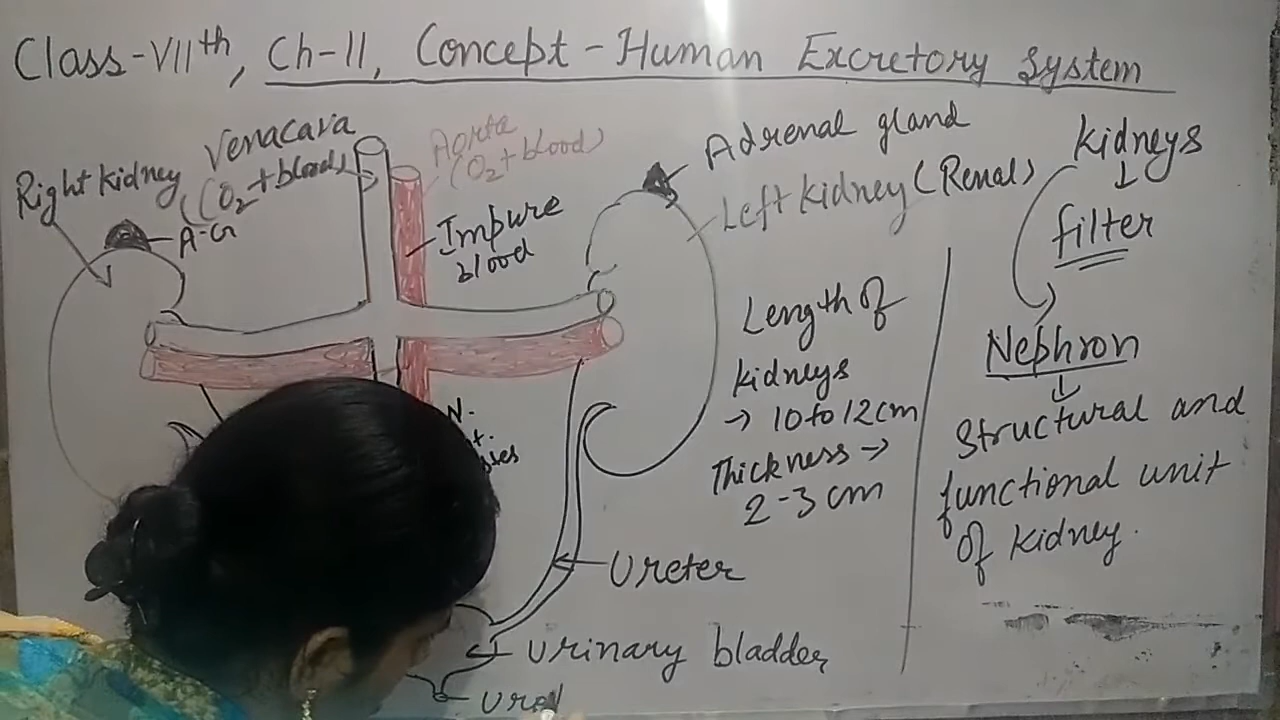 Class-VIIth, Ch-11, Concept-Human Excretory System
Right kidney
Venacava
(CO2+blood)
A-G
Aorta
(O2+blood)
Impure
blood
Adrenal gland
Left kidney (Renal)
Length of
kidneys
→ 10 to 12 cm
Thickness →
2-3 cm
Ureter
Urinary bladder
kidneys
↓
filter
Nephron
↓
Structural and
functional unit
of kidney.